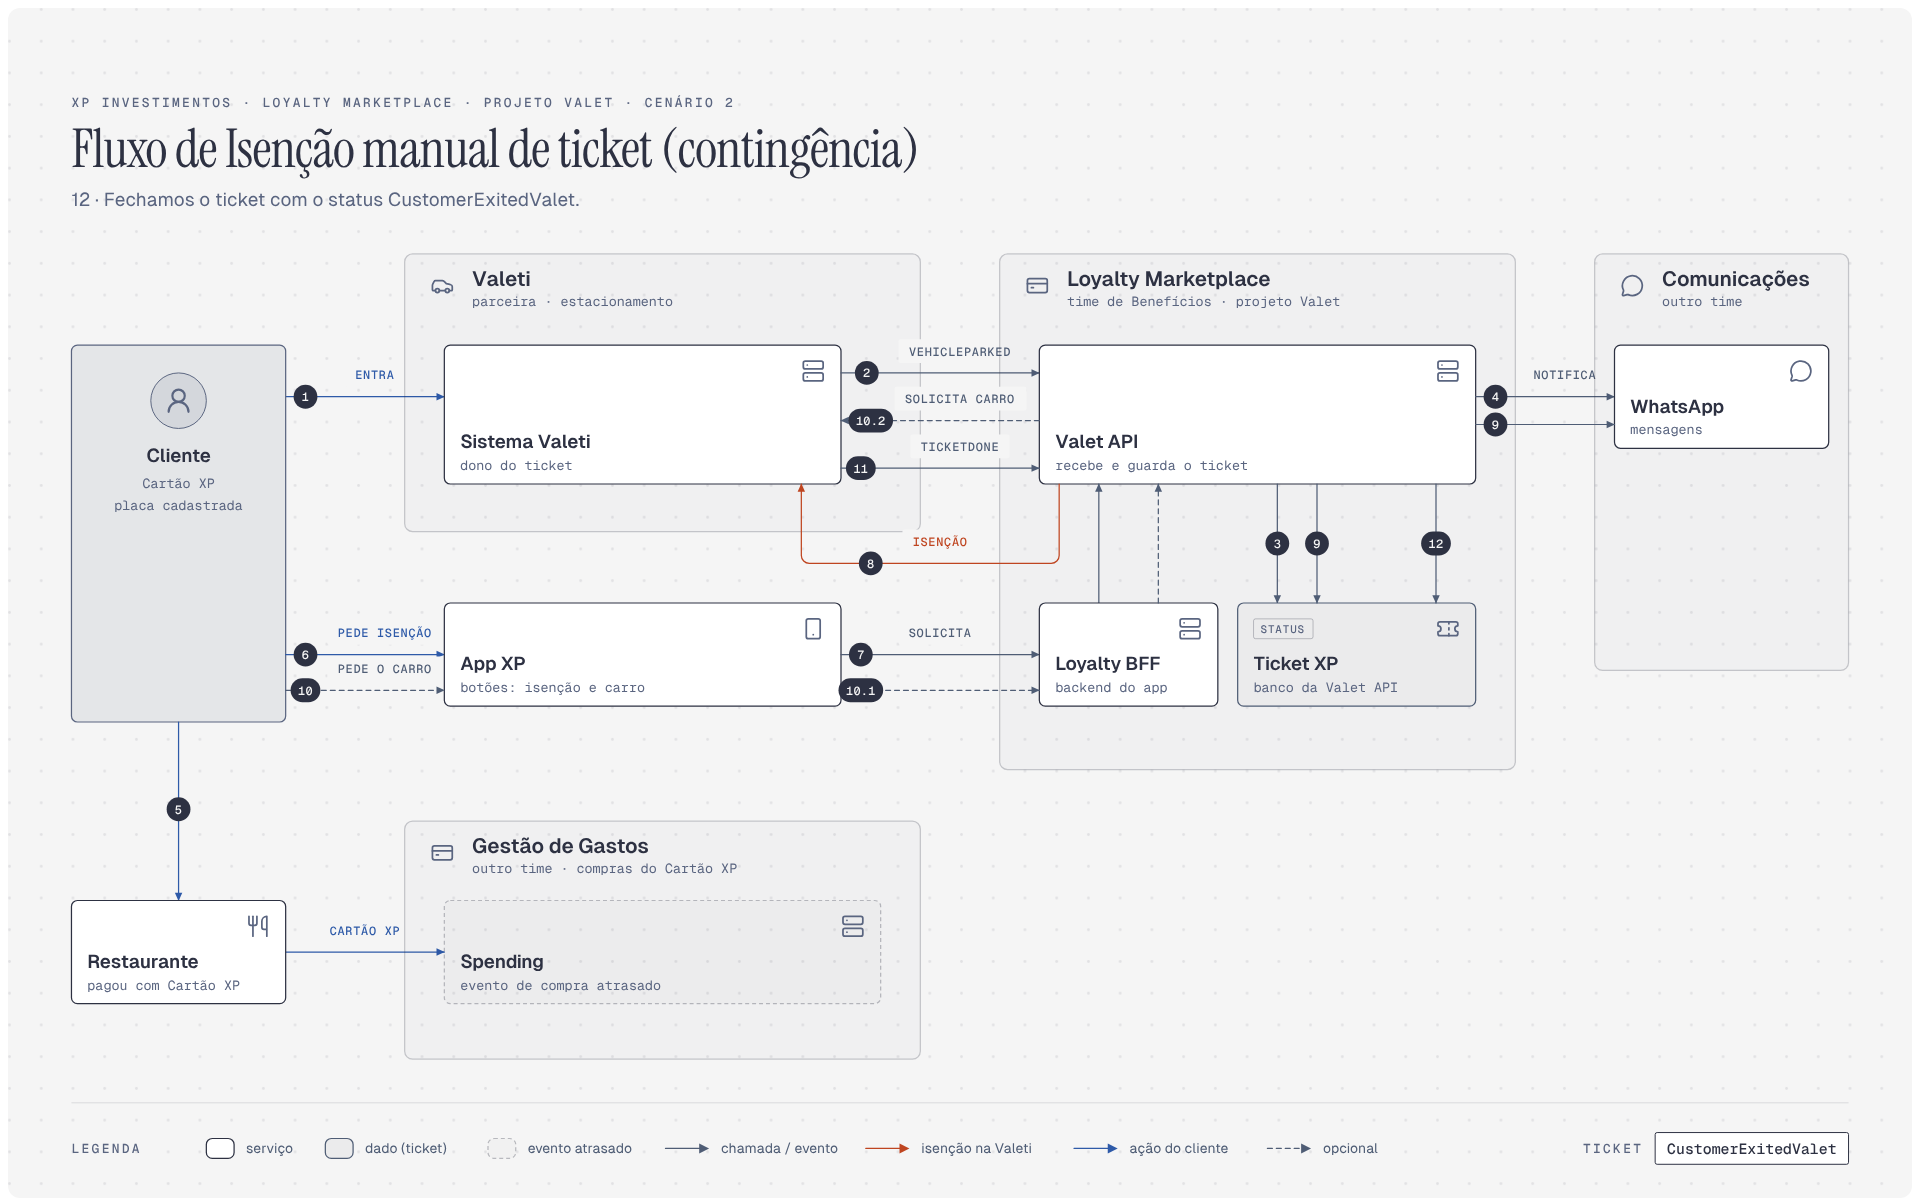 XP INVESTIMENTOS · LOYALTY MARKETPLACE · PROJETO VALET · CENÁRIO 2
Fluxo de Isenção manual de ticket (contingência)
12 · Fechamos o ticket com o status CustomerExitedValet.
Valeti
parceira · estacionamento
Loyalty Marketplace
time de Benefícios · projeto Valet
Comunicações
outro time
Cliente
Cartão XP
placa cadastrada
1
ENTRA
Sistema Valeti
dono do ticket
2
VEHICLEPARKED
10.2
SOLICITA CARRO
11
TICKETDONE
Valet API
recebe e guarda o ticket
4
NOTIFICA
9
WhatsApp
mensagens
ISENÇÃO
8
3
9
12
6
PEDE ISENÇÃO
10
PEDE O CARRO
App XP
botões: isenção e carro
7
SOLICITA
10.1
Loyalty BFF
backend do app
STATUS
Ticket XP
banco da Valet API
5
Restaurante
pagou com Cartão XP
CARTÃO XP
Gestão de Gastos
outro time · compras do Cartão XP
Spending
evento de compra atrasado
LEGENDA
serviço
dado (ticket)
evento atrasado
chamada / evento
isenção na Valeti
ação do cliente
opcional
TICKET
CustomerExitedValet